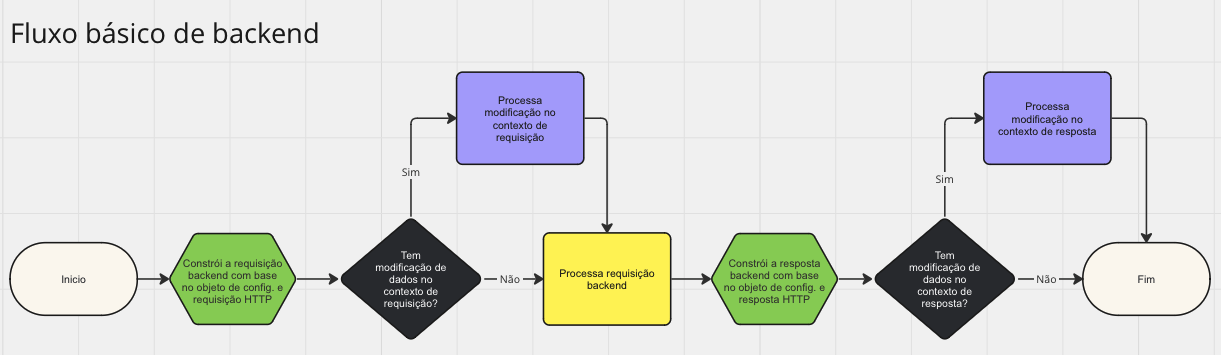 Fluxo básico de backend
Processa
modificação no
contexto de
requisição
Processa
modificação no
contexto de resposta
Sim
Sim
Inicio
Constrói a requisição
backend com base
no objeto de config. e
requisição HTTP
Tem
modificação de
dados no
contexto de
requisição?
Não
Processa requisição
backend
Constrói a resposta
backend com base
no objeto de config. e
resposta HTTP
Tem
modificação de
dados no
contexto de
resposta?
Não
Fim